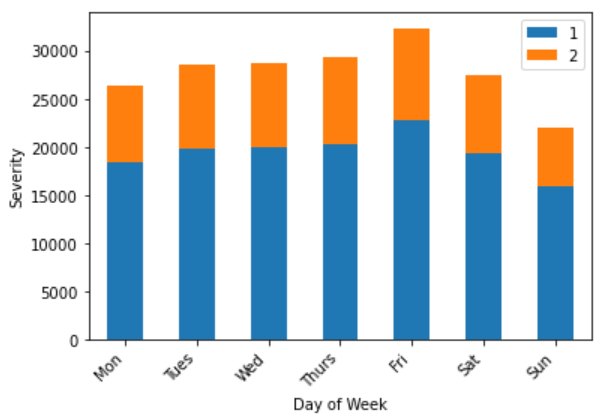 1
2
30000
25000
20000
15000
10000
5000
0
Severity
Mon
Tues
Wed
Thurs
Fri
Sat
Sun
Day of Week